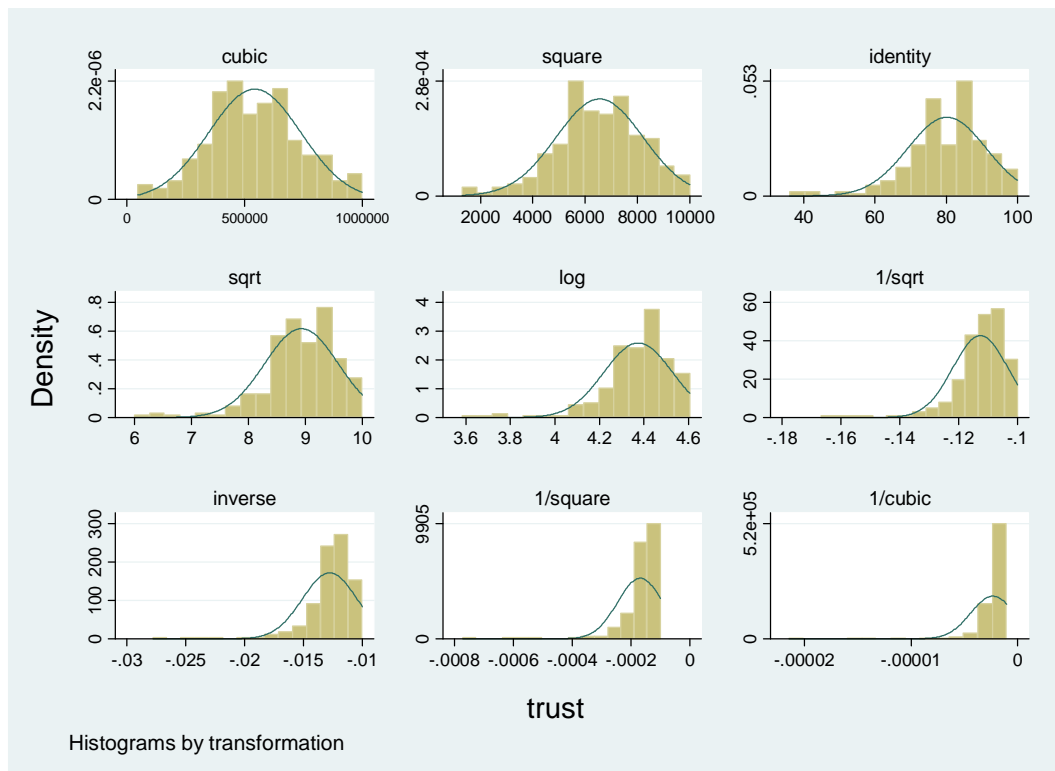 cubic square identity
2.2e-06
0
0 500000 1000000
2.8e-04
0
2000 4000 6000 8000 10000
.053
0
40 60 80 100
sqrt log 1/sqrt
.8
.6
.4
.2
0
6 7 8 9 10
4
3
2
1
0
3.6 3.8 4 4.2 4.4 4.6
60
40
20
0
-.18 -.16 -.14 -.12 -.1
Density
inverse 1/square 1/cubic
300
200
100
0
-.03 -.025 -.02 -.015 -.01
9905
0
-.0008 -.0006 -.0004 -.0002 0
5.2e+05
0
-.00002 -.00001 0
trust
Histograms by transformation